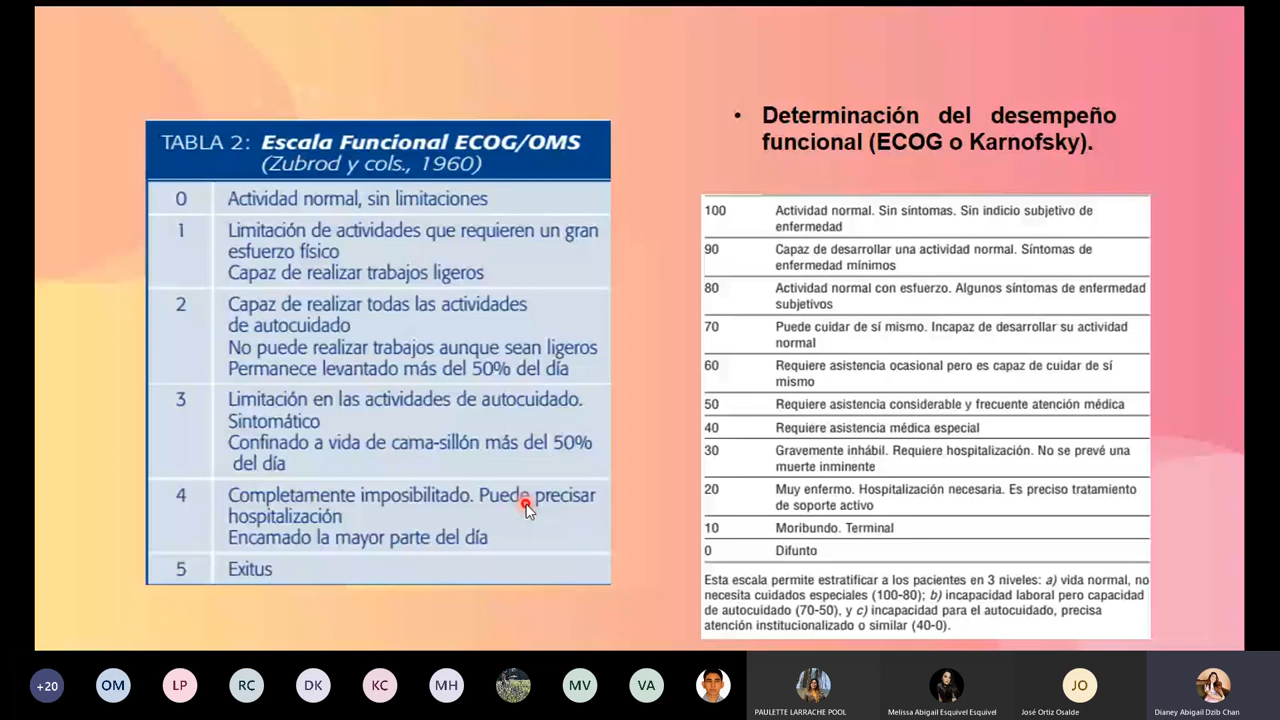 TABLA 2: Escala Funcional ECOG/OMS
(Zubrod y cols., 1960)
0 Actividad normal, sin limitaciones
1 Limitación de actividades que requieren un gran
esfuerzo físico
Capaz de realizar trabajos ligeros
2 Capaz de realizar todas las actividades
de autocuidado
No puede realizar trabajos aunque sean ligeros
Permanece levantado más del 50% del día
3 Limitación en las actividades de autocuidado.
Sintomático
Confinado a vida de cama-sillón más del 50%
del día
4 Completamente imposibilitado. Puede precisar
hospitalización
Encamado la mayor parte del día
5 Exitus
• Determinación del desempeño
funcional (ECOG o Karnofsky).
100 Actividad normal. Sin síntomas. Sin indicio subjetivo de
enfermedad
90 Capaz de desarrollar una actividad normal. Síntomas de
enfermedad mínimos
80 Actividad normal con esfuerzo. Algunos síntomas de enfermedad
subjetivos
70 Puede cuidar de sí mismo. Incapaz de desarrollar su actividad
normal
60 Requiere asistencia ocasional pero es capaz de cuidar de sí
mismo
50 Requiere asistencia considerable y frecuente atención médica
40 Requiere asistencia médica especial
30 Gravemente inhábil. Requiere hospitalización. No se prevé una
muerte inminente
20 Muy enfermo. Hospitalización necesaria. Es preciso tratamiento
de soporte activo
10 Moribundo. Terminal
0 Difunto
Esta escala permite estratificar a los pacientes en 3 niveles: a) vida normal, no
necesita cuidados especiales (100-80); b) incapacidad laboral pero capacidad
de autocuidado (70-50), y c) incapacidad para el autocuidado, precisa
atención institucionalizado o similar (40-0).
+20 OM LP RC DK KC MH MV VA JO
PAULETTE LARRACHE POOL Melissa Abigail Esquivel Esquivel José Ortiz Osalde Dianey Abigail Dzib Chan